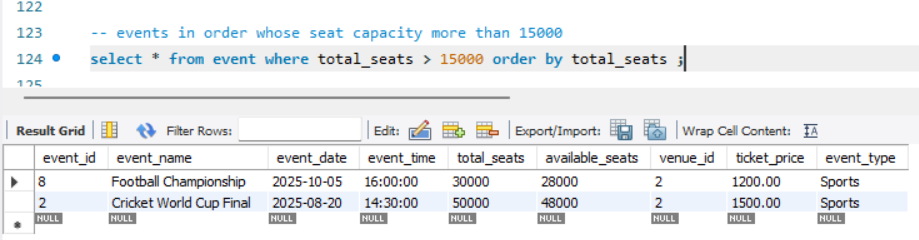 122
123 -- events in order whose seat capacity more than 15000
124 select * from event where total_seats > 15000 order by total_seats ;
125
Result Grid Filter Rows: Edit: Export/Import: Wrap Cell Content: IA
event_id event_name event_date event_time total_seats available_seats venue_id ticket_price event_type
8 Football Championship 2025-10-05 16:00:00 30000 28000 2 1200.00 Sports
2 Cricket World Cup Final 2025-08-20 14:30:00 50000 48000 2 1500.00 Sports
NULL NULL NULL NULL NULL NULL NULL NULL NULL